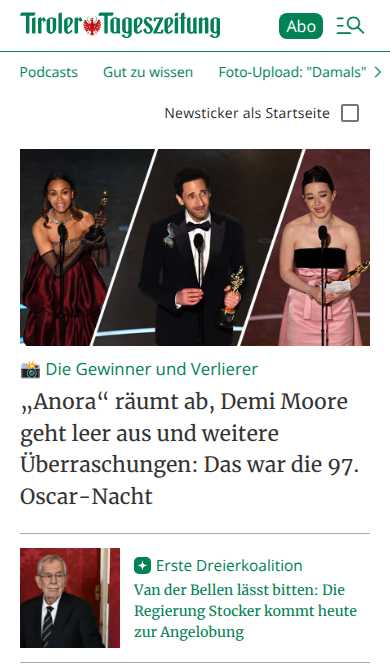 Tiroler Tageszeitung
Abo
Podcasts Gut zu wissen Foto-Upload: "Damals"
Newsticker als Startseite
Die Gewinner und Verlierer
„Anora“ räumt ab, Demi Moore
geht leer aus und weitere
Überraschungen: Das war die 97.
Oscar-Nacht
Erste Dreierkoalition
Van der Bellen lässt bitten: Die
Regierung Stocker kommt heute
zur Angelobung